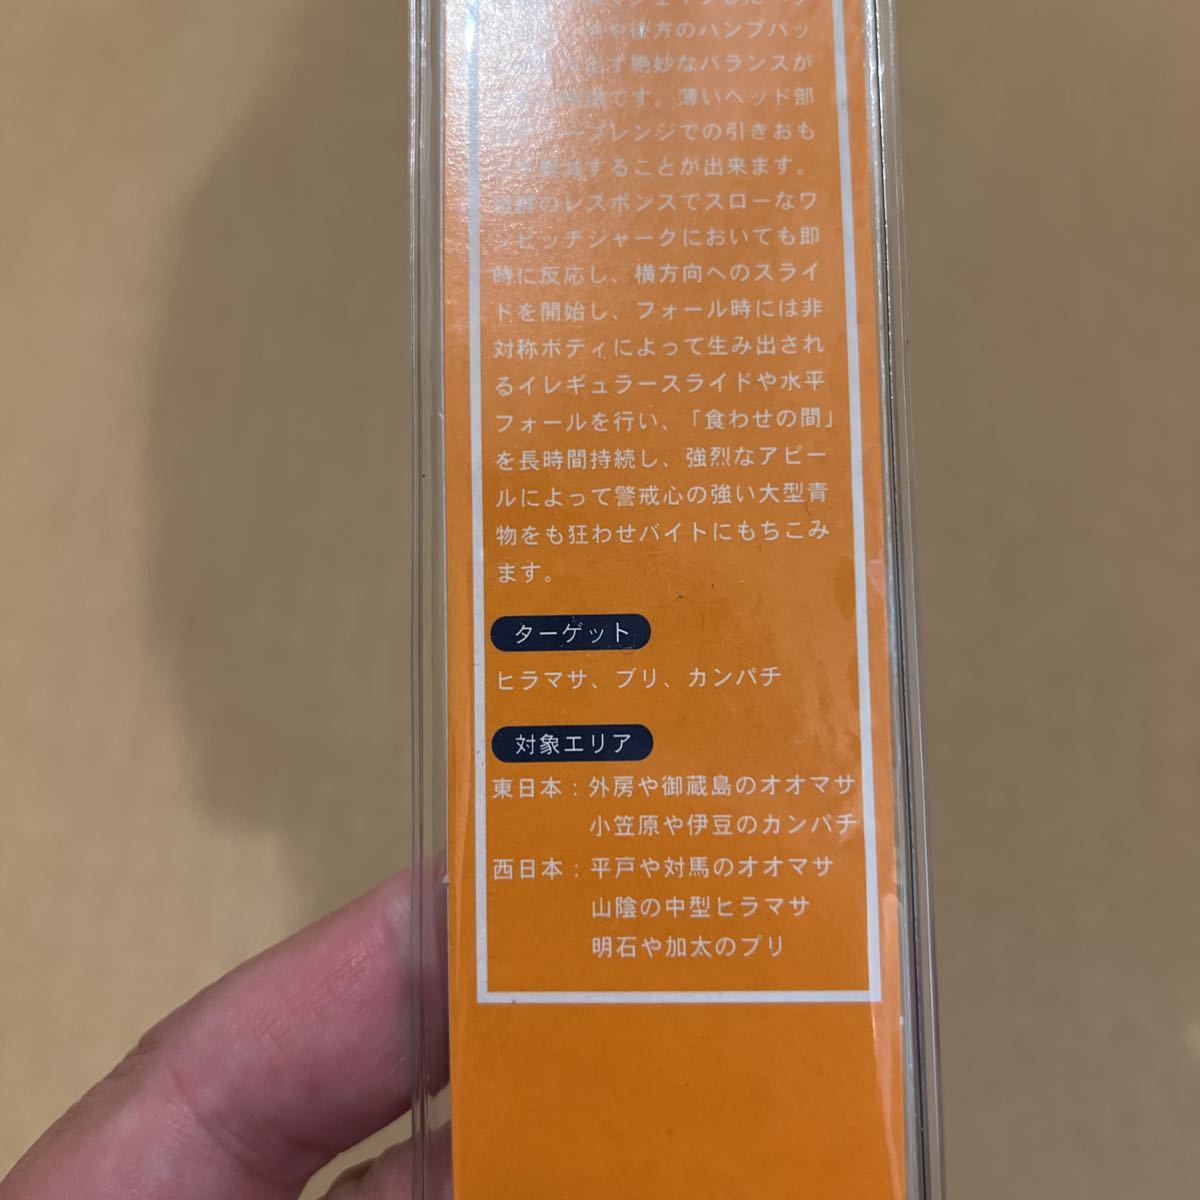 や後方のハンプバッ
ず絶妙なバランスが
です。薄いヘッド部
ープレンジでの引きおも
することが出来ます。
のレスポンスでスローなワ
ンピッチジャークにおいても即
時に反応し、横方向へのスライ
ドを開始し、フォール時には非
対称ボディによって生み出され
るイレギュラースライドや水平
フォールを行い、「食わせの間」
を長時間持続し、強烈なアピー
ルによって警戒心の強い大型青
物をも狂わせバイトにもちこみ
ます。
ターゲット
ヒラマサ、ブリ、カンパチ
対象エリア
東日本：外房や御蔵島のオオマサ
小笠原や伊豆のカンパチ
西日本：平戸や対馬のオオマサ
山陰の中型ヒラマサ
明石や加太のブリ